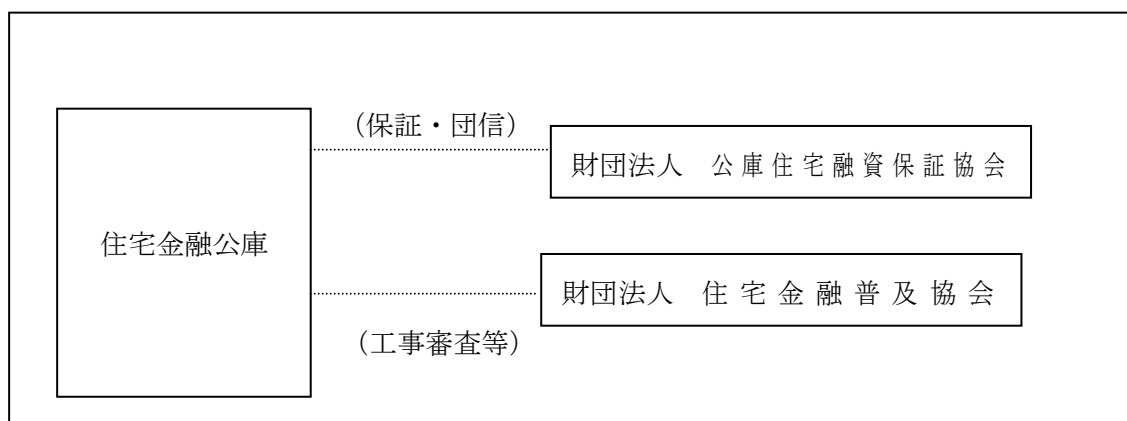 （保証・団信）
財団法人　公庫住宅融資保証協会
住宅金融公庫
財団法人　住宅金融普及協会
（工事審査等）